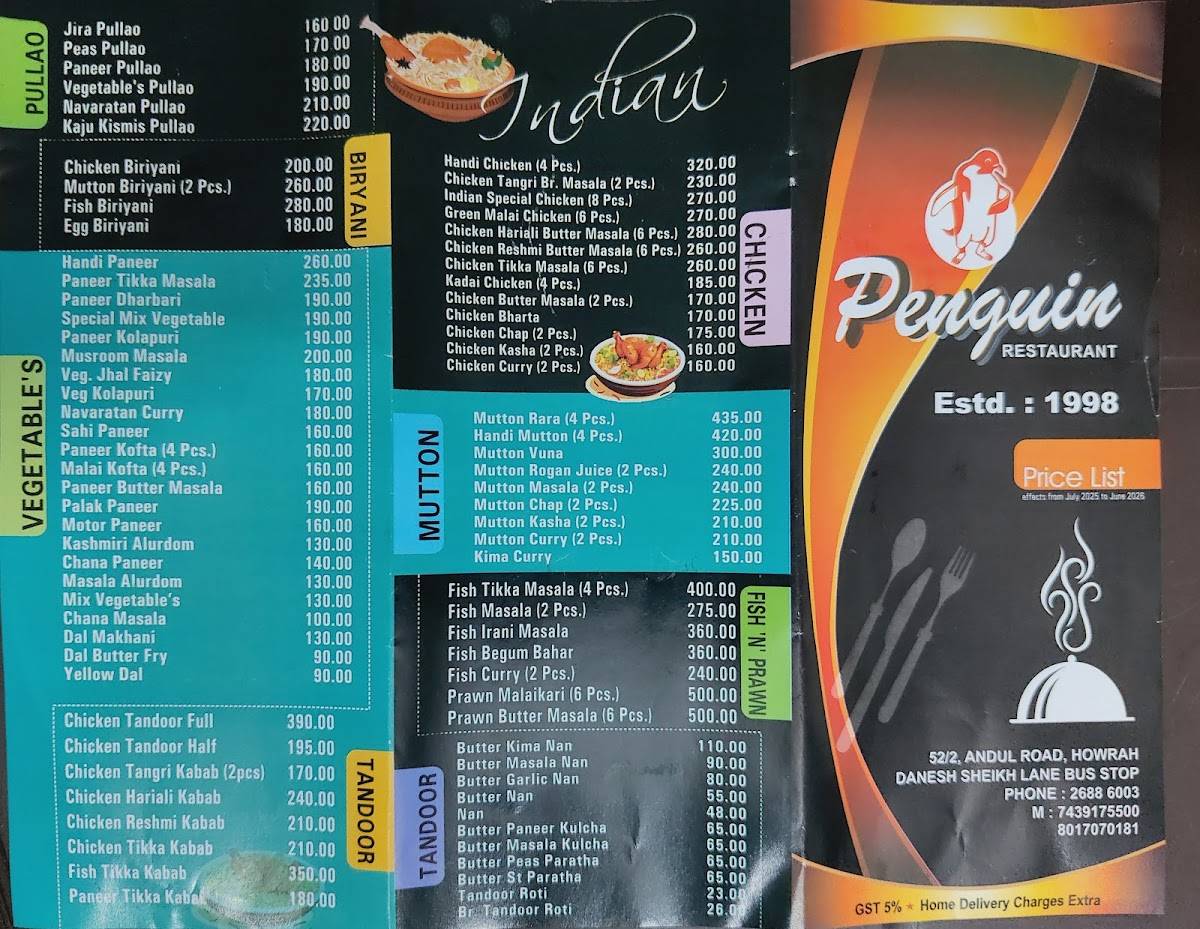 PULLAO
Jira Pullao 160 00
Peas Pullao 170.00
Paneer Pullao 180.00
Vegetable's Pullao 190.00
Navaratan Pullao 210.00
Kaju Kismis Pullao 220.00
BIRYANI
Chicken Biriyani 200.00
Mutton Biriyani (2 Pcs.) 260.00
Fish Biriyani 280.00
Egg Biriyani 180.00
VEGETABLE'S
Handi Paneer 260.00
Paneer Tikka Masala 235.00
Paneer Dharbari 190.00
Special Mix Vegetable 190.00
Paneer Kolapuri 190.00
Musroom Masala 200.00
Veg. Jhal Faizy 180.00
Veg Kolapuri 170.00
Navaratan Curry 180.00
Sahi Paneer 160.00
Paneer Kofta (4 Pcs.) 160.00
Malai Kofta (4 Pcs.) 160.00
Paneer Butter Masala 160.00
Palak Paneer 190.00
Motor Paneer 160.00
Kashmiri Alurdom 130.00
Chana Paneer 140.00
Masala Alurdom 130.00
Mix Vegetable's 130.00
Chana Masala 100.00
Dal Makhani 130.00
Dal Butter Fry 90.00
Yellow Dal 90.00
TANDOOR
Chicken Tandoor Full 390.00
Chicken Tandoor Half 195.00
Chicken Tangri Kabab (2pcs) 170.00
Chicken Hariali Kabab 240.00
Chicken Reshmi Kabab 210.00
Chicken Tikka Kabab 210.00
Fish Tikka Kabab 350.00
Paneer Tikka Kabab 180.00
Indian
CHICKEN
Handi Chicken (4 Pcs.) 320.00
Chicken Tangri Br. Masala (2 Pcs.) 230.00
Indian Special Chicken (8 Pcs.) 270.00
Green Malai Chicken (6 Pcs.) 270.00
Chicken Hariali Butter Masala (6 Pcs.) 280.00
Chicken Reshmi Butter Masala (6 Pcs.) 260.00
Chicken Tikka Masala (6 Pcs.) 260.00
Kadai Chicken (4 Pcs.) 185.00
Chicken Butter Masala (2 Pcs.) 170.00
Chicken Bharta 170.00
Chicken Chap (2 Pcs.) 175.00
Chicken Kasha (2 Pcs.) 160.00
Chicken Curry (2 Pcs.) 160.00
MUTTON
Mutton Rara (4 Pcs.) 435.00
Handi Mutton (4 Pcs.) 420.00
Mutton Vuna 300.00
Mutton Rogan Juice (2 Pcs.) 240.00
Mutton Masala (2 Pcs.) 240.00
Mutton Chap (2 Pcs.) 225.00
Mutton Kasha (2 Pcs.) 210.00
Mutton Curry (2 Pcs.) 210.00
Kima Curry 150.00
FISH 'N' PRAWN
Fish Tikka Masala (4 Pcs.) 400.00
Fish Masala (2 Pcs.) 275.00
Fish Irani Masala 360.00
Fish Begum Bahar 360.00
Fish Curry (2 Pcs.) 240.00
Prawn Malaikari (6 Pcs.) 500.00
Prawn Butter Masala (6 Pcs.) 500.00
TANDOOR
Butter Kima Nan 110.00
Butter Masala Nan 90.00
Butter Garlic Nan 80.00
Butter Nan 55.00
Nan 48.00
Butter Paneer Kulcha 65.00
Butter Masala Kulcha 65.00
Butter Peas Paratha 65.00
Butter St Paratha 65.00
Tandoor Roti 23.00
Br. Tandoor Roti 26.00
Penguin
RESTAURANT
Estd. : 1998
Price List
effects from July 2025 to June 2026
52/2, ANDUL ROAD, HOWRAH
DANESH SHEIKH LANE BUS STOP
PHONE : 2688 6003
M : 7439175500
8017070181
GST 5% ★ Home Delivery Charges Extra